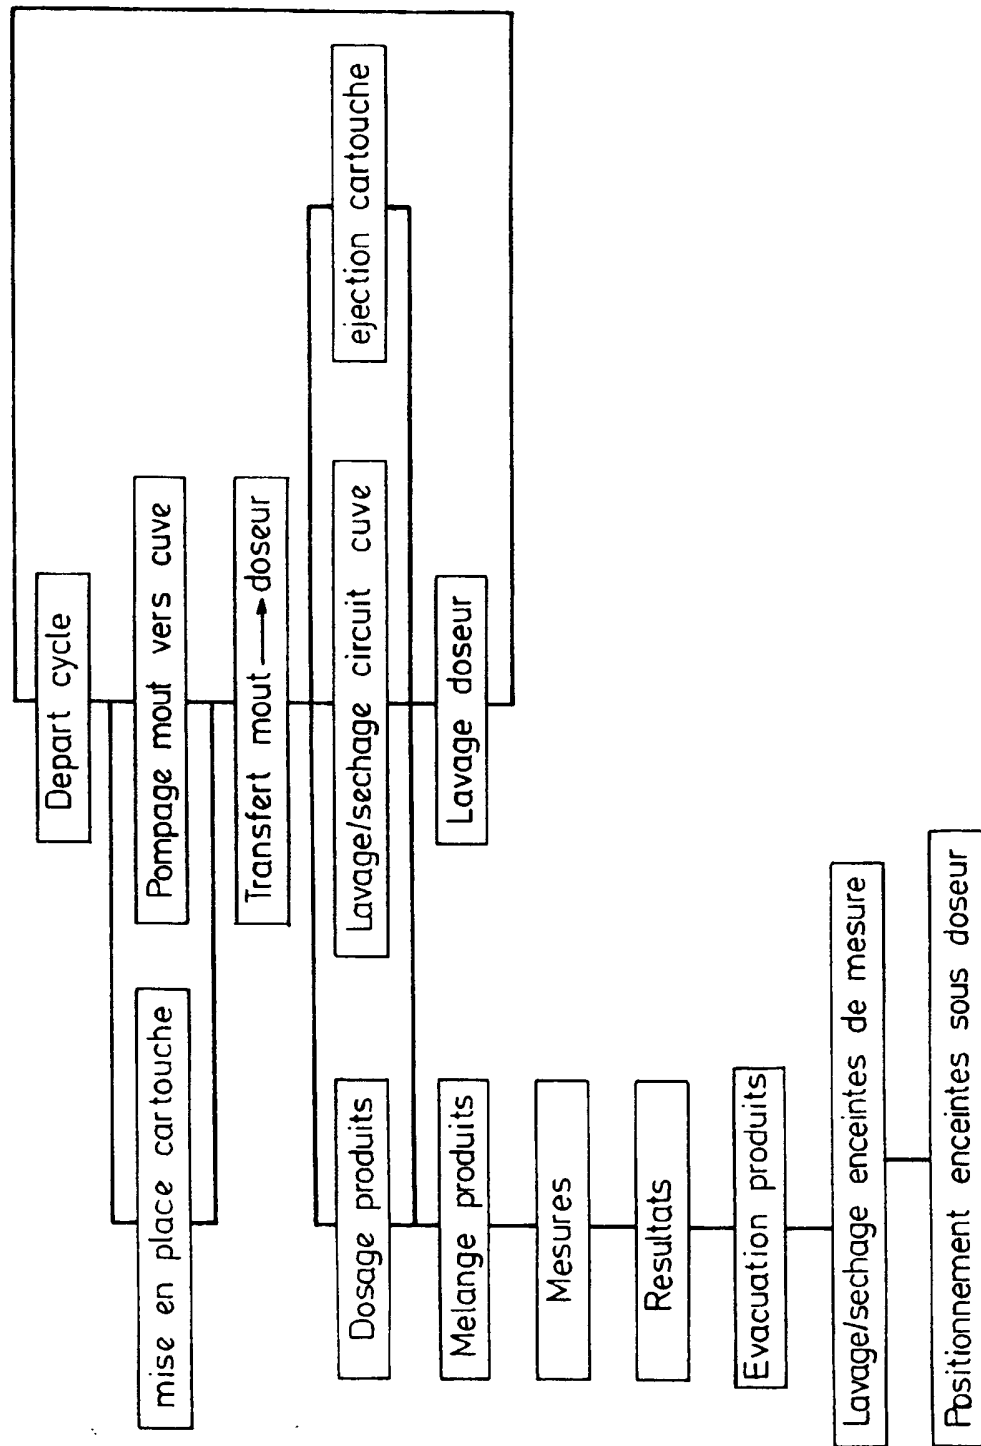 Depart cycle
mise en place cartouche
Pompage mout vers cuve
Transfert mout → doseur
Dosage produits
Lavage/sechage circuit cuve
ejection cartouche
Melange produits
Lavage doseur
Mesures
Resultats
Evacuation produits
Lavage/sechage enceintes de mesure
Positionnement enceintes sous doseur